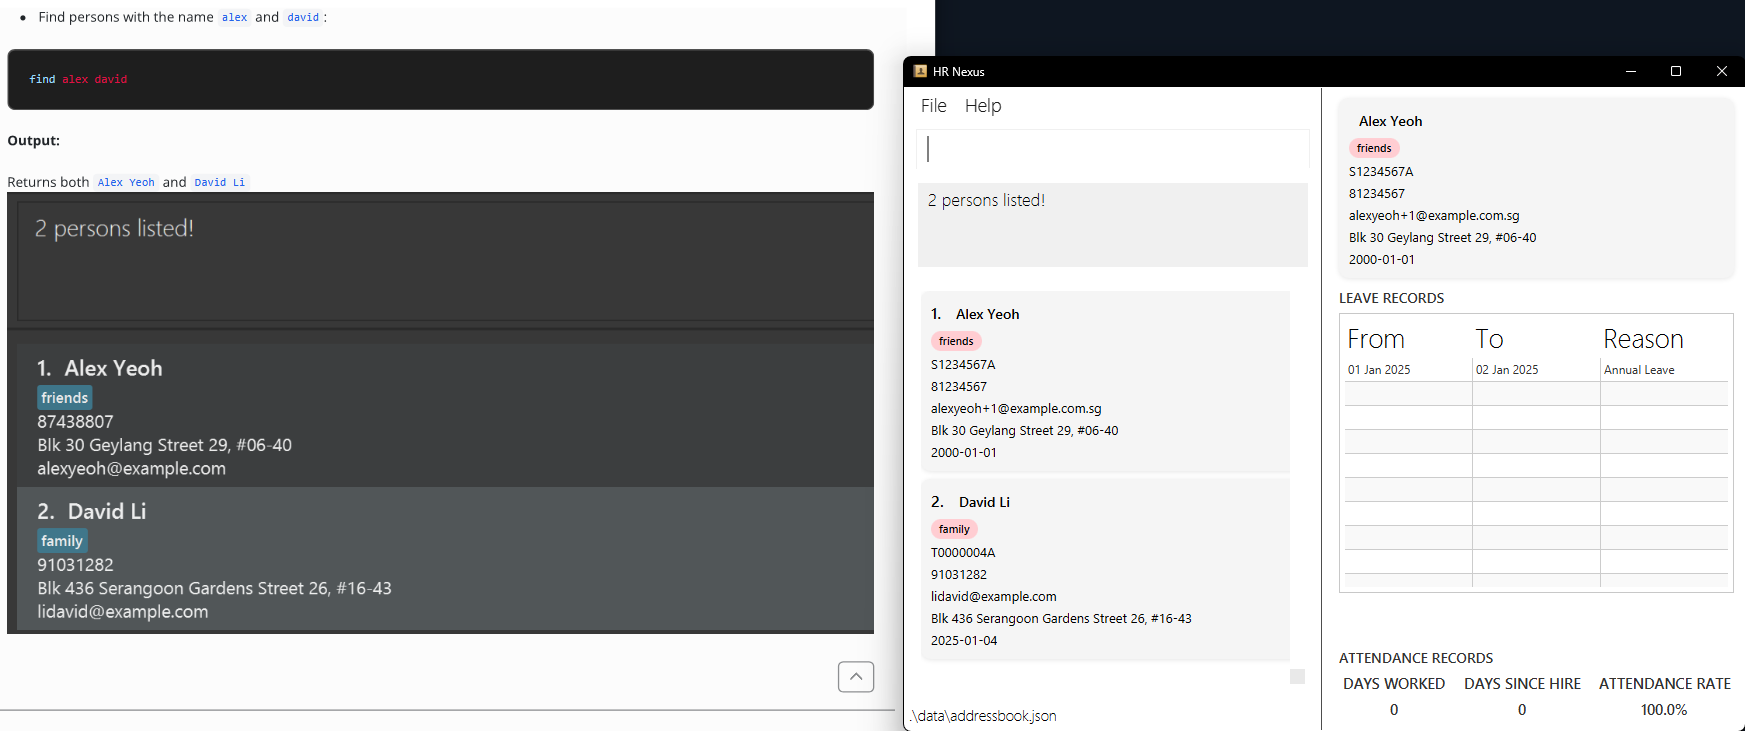 • Find persons with the name alex and david :
find alex david
Output:
Returns both Alex Yeoh and David Li
2 persons listed!
1. Alex Yeoh
friends
87438807
Blk 30 Geylang Street 29, #06-40
alexyeoh@example.com
2. David Li
family
91031282
Blk 436 Serangoon Gardens Street 26, #16-43
lidavid@example.com
HR Nexus
File Help
2 persons listed!
1. Alex Yeoh
friends
S1234567A
81234567
alexyeoh+1@example.com.sg
Blk 30 Geylang Street 29, #06-40
2000-01-01
2. David Li
family
T0000004A
91031282
lidavid@example.com
Blk 436 Serangoon Gardens Street 26, #16-43
2025-01-04
.\data\addressbook.json
Alex Yeoh
friends
S1234567A
81234567
alexyeoh+1@example.com.sg
Blk 30 Geylang Street 29, #06-40
2000-01-01
LEAVE RECORDS
From To Reason
01 Jan 2025 02 Jan 2025 Annual Leave
ATTENDANCE RECORDS
DAYS WORKED DAYS SINCE HIRE ATTENDANCE RATE
0 0 100.0%